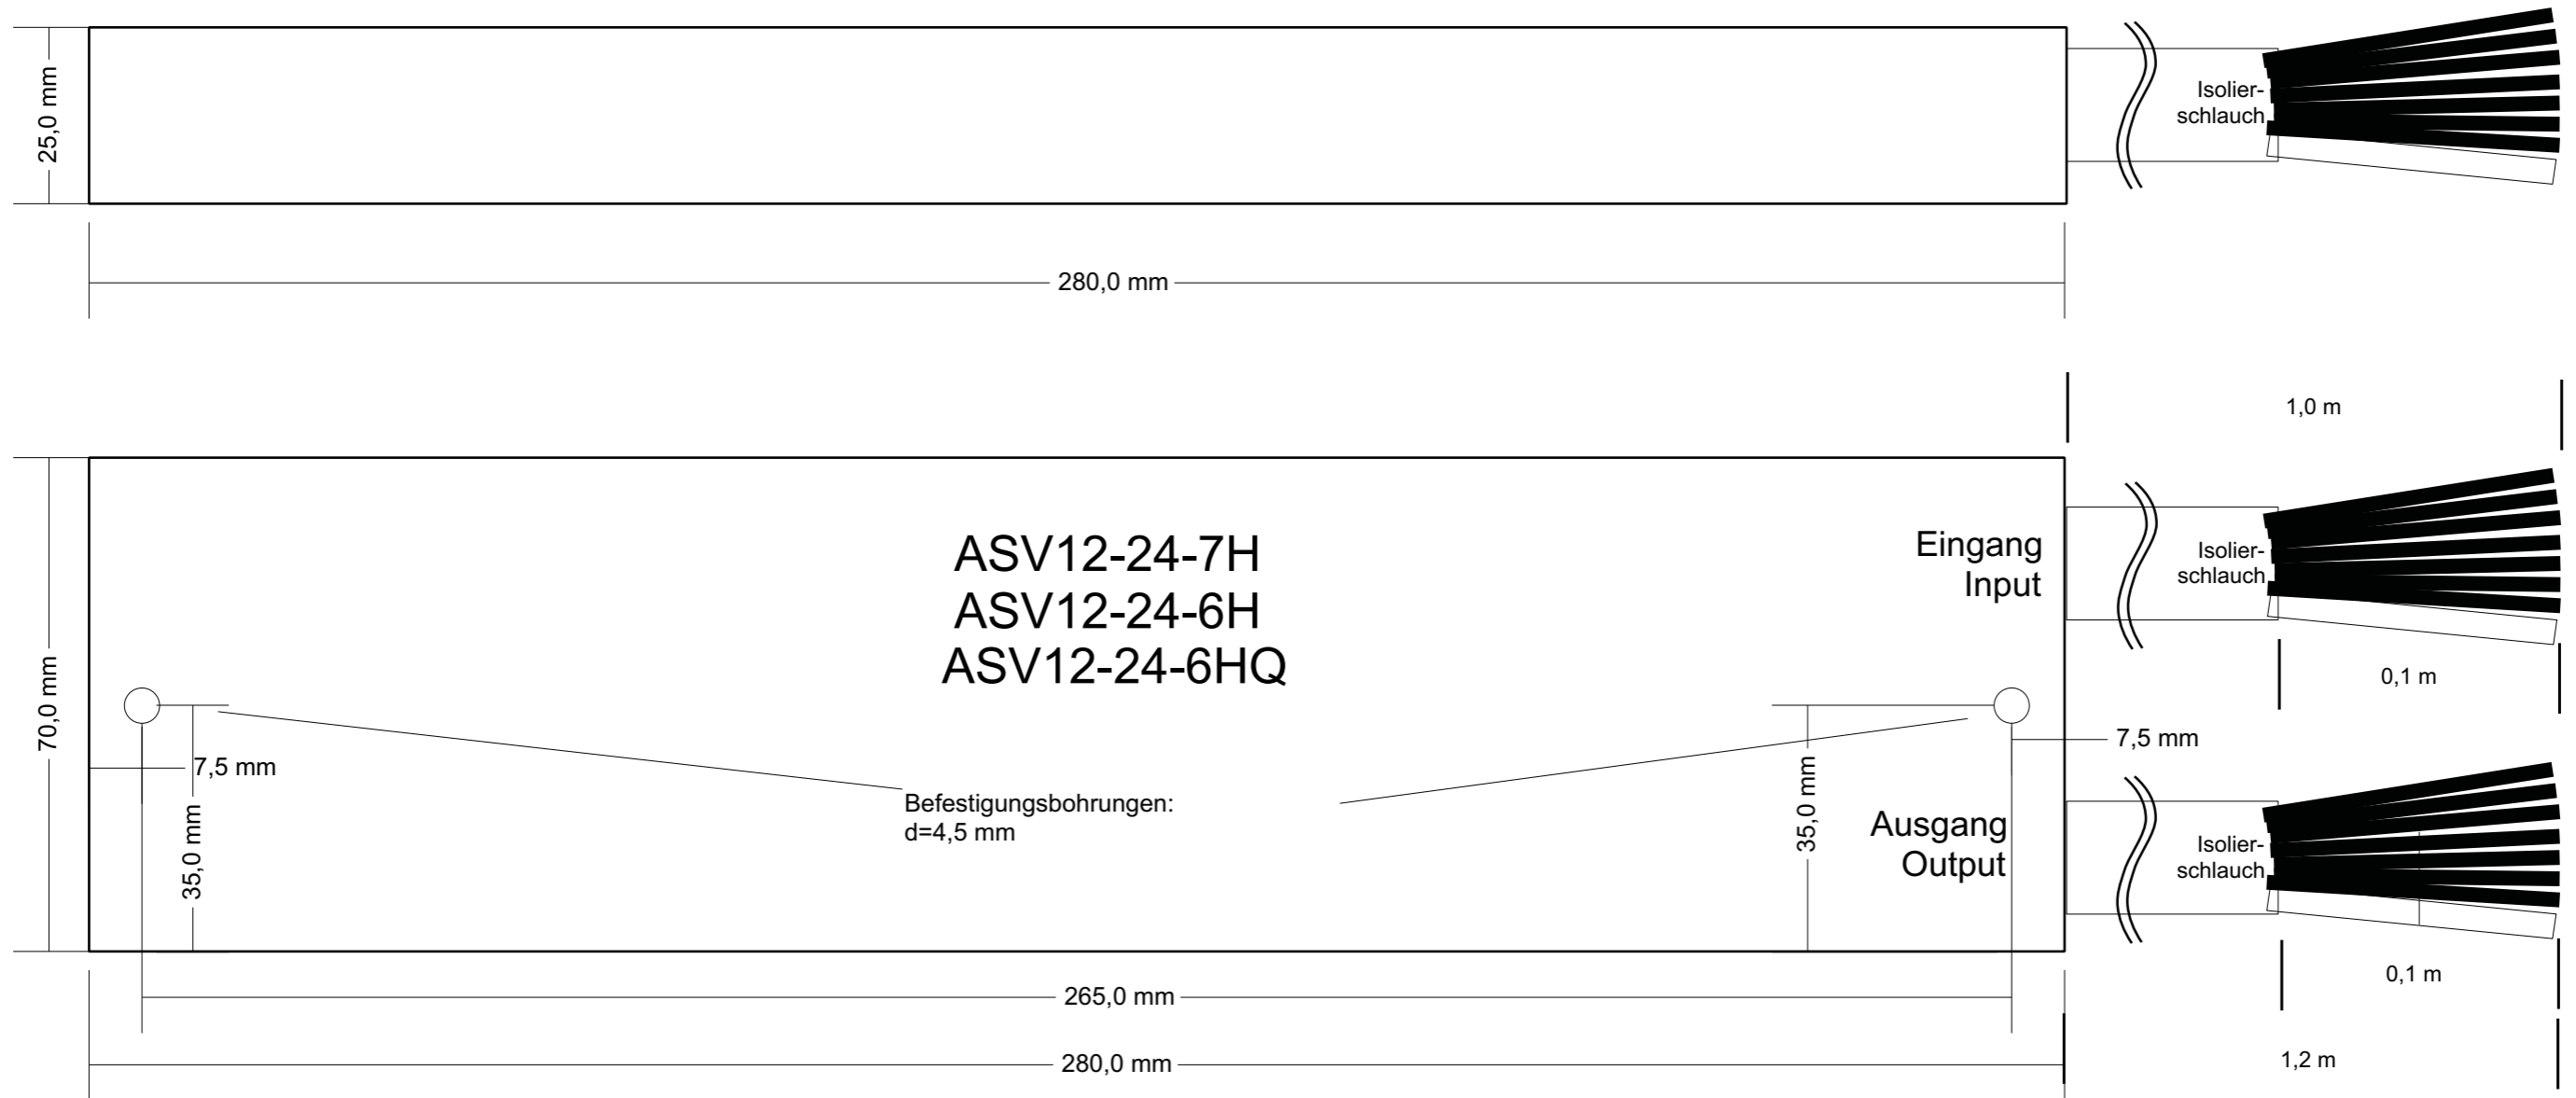 25,0 mm
Isolier-
schlauch
280,0 mm
1,0 m
ASV12-24-7H
ASV12-24-6H
ASV12-24-6HQ
Eingang
Input
Isolier-
schlauch
70,0 mm
0,1 m
7,5 mm
7,5 mm
35,0 mm
Befestigungsbohrungen:
d=4,5 mm
35,0 mm
Ausgang
Output
Isolier-
schlauch
0,1 m
265,0 mm
280,0 mm
1,2 m